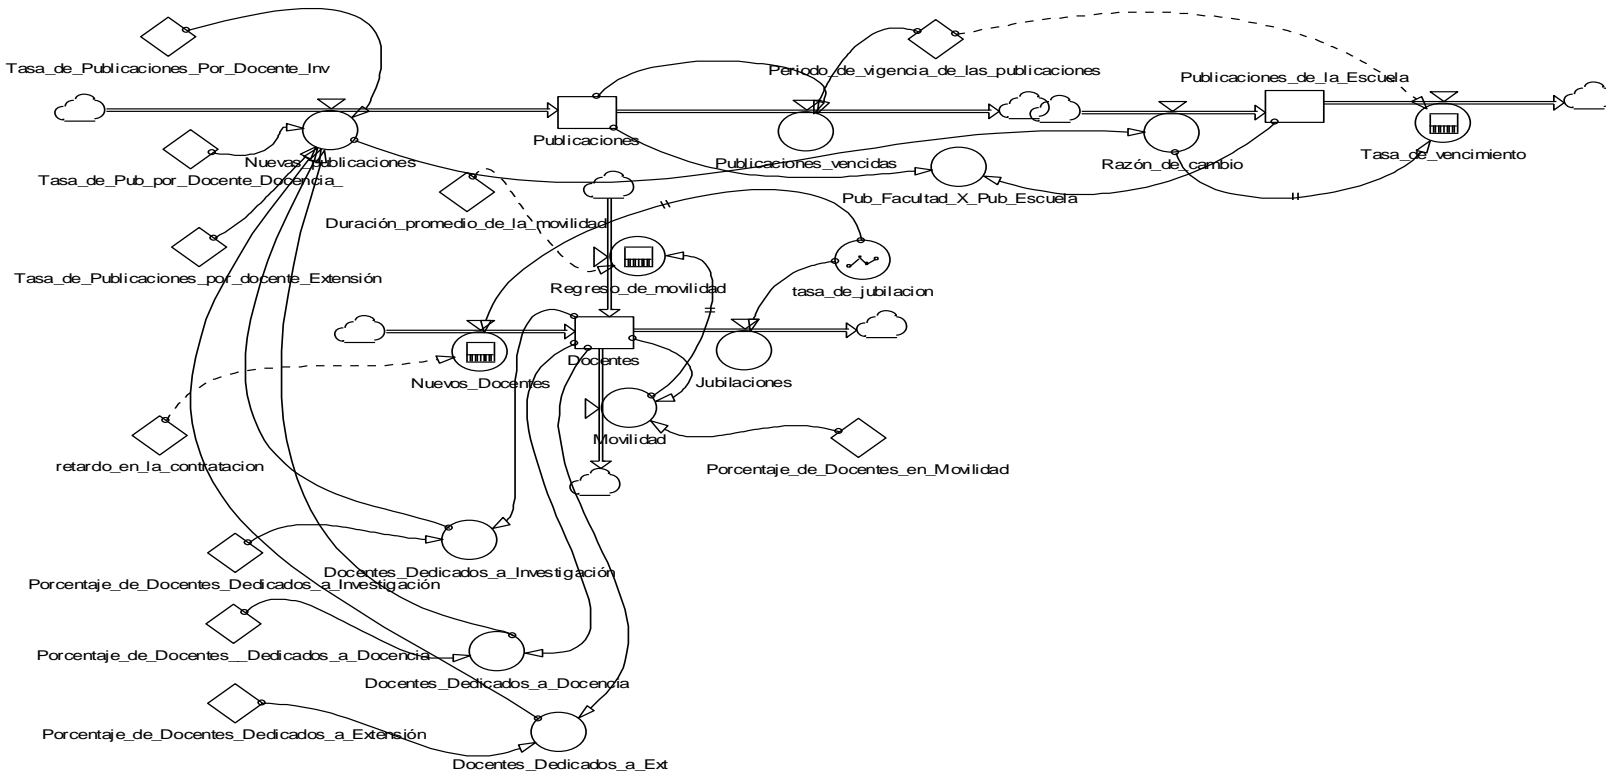 Tasa_de_Publicaciones_Por_Docente_Inv
Periodo_de_vigencia_de_las_publicaciones
Publicaciones_de_la_Escuela
Publicaciones
Nuevas_publicaciones
Publicaciones_vencidas
Razón_de_cambio
Tasa_de_vencimiento
Tasa_de_Pub_por_Docente_Docencia_
Pub_Facultad_X_Pub_Escuela
Duración_promedio_de_la_movilidad
Tasa_de_Publicaciones_por_docente_Extensión
Regreso_de_movilidad
tasa_de_jubilacion
Docentes
Nuevos_Docentes
Jubilaciones
Movilidad
retardo_en_la_contratacion
Porcentaje_de_Docentes_en_Movilidad
Docentes_Dedicados_a_Investigación
Porcentaje_de_Docentes_Dedicados_a_Investigación
Porcentaje_de_Docentes__Dedicados_a_Docencia
Docentes_Dedicados_a_Docencia
Porcentaje_de_Docentes_Dedicados_a_Extensión
Docentes_Dedicados_a_Ext